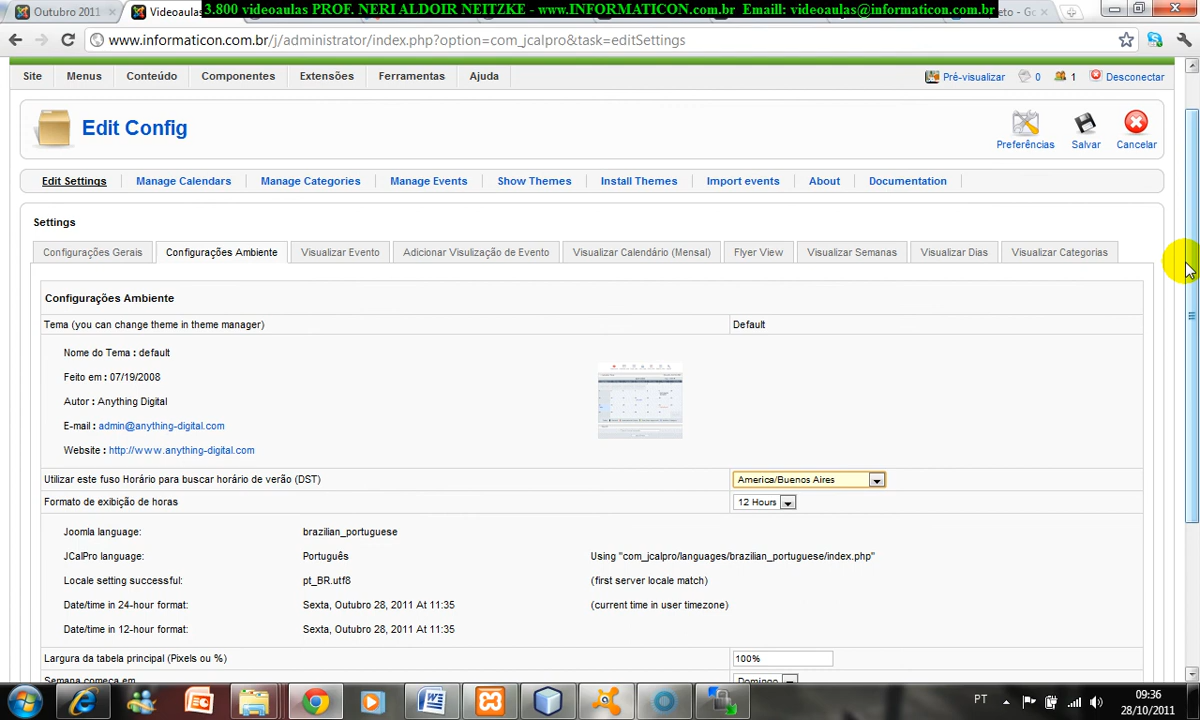 Outubro 2011
Videoaulas
3.800 videoaulas PROF. NERI ALDOIR NEITZKE - www.INFORMATICON.com.br Emaill: videoaulas@informaticon.com.br
www.informaticon.com.br/j/administrator/index.php?option=com_jcalpro&task=editSettings
Site Menus Conteúdo Componentes Extensões Ferramentas Ajuda Pré-visualizar 0 1 Desconectar
Edit Config
Preferências Salvar Cancelar
Edit Settings Manage Calendars Manage Categories Manage Events Show Themes Install Themes Import events About Documentation
Settings
Configurações Gerais Configurações Ambiente Visualizar Evento Adicionar Visulização de Evento Visualizar Calendário (Mensal) Flyer View Visualizar Semanas Visualizar Dias Visualizar Categorias
Configurações Ambiente
Tema (you can change theme in theme manager) Default
Nome do Tema : default
Feito em : 07/19/2008
Autor : Anything Digital
E-mail : admin@anything-digital.com
Website : http://www.anything-digital.com
Utilizar este fuso Horário para buscar horário de verão (DST) America/Buenos Aires
Formato de exibição de horas 12 Hours
Joomla language: brazilian_portuguese
JCalPro language: Português Using "com_jcalpro/languages/brazilian_portuguese/index.php"
Locale setting successful: pt_BR.utf8 (first server locale match)
Date/time in 24-hour format: Sexta, Outubro 28, 2011 At 11:35 (current time in user timezone)
Date/time in 12-hour format: Sexta, Outubro 28, 2011 At 11:35
Largura da tabela principal (Pixels ou %) 100%
Semana começa em Domingo
PT 09:36
28/10/2011